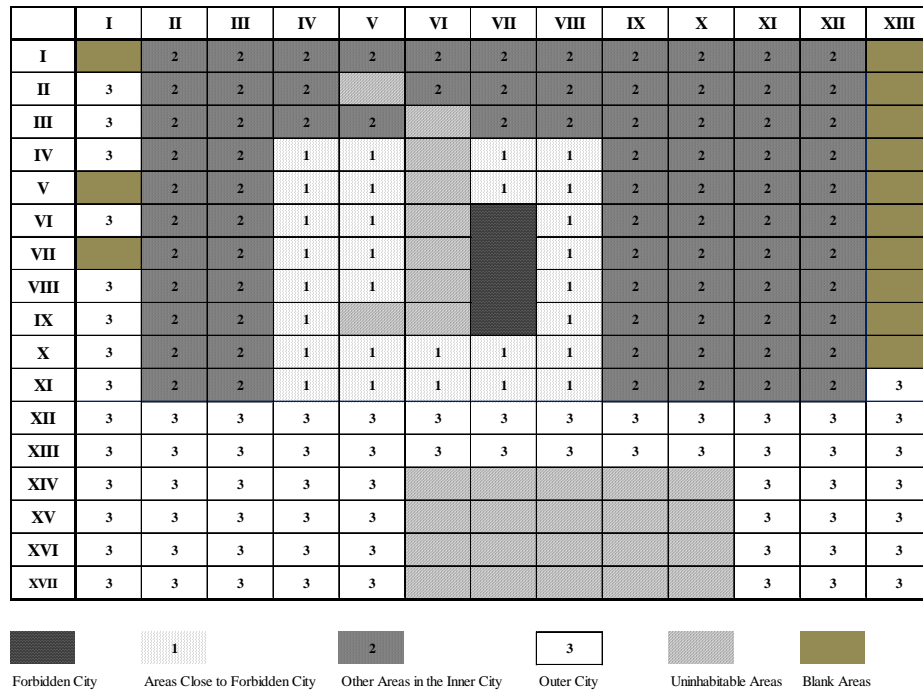 I II III IV V VI VII VIII IX X XI XII XIII
I 2 2 2 2 2 2 2 2 2 2 2
II 3 2 2 2 2 2 2 2 2 2 2
III 3 2 2 2 2 2 2 2 2 2 2
IV 3 2 2 1 1 1 1 2 2 2 2
V 2 2 1 1 1 1 2 2 2 2
VI 3 2 2 1 1 1 2 2 2 2
VII 2 2 1 1 1 2 2 2 2
VIII 3 2 2 1 1 1 2 2 2 2
IX 3 2 2 1 1 2 2 2 2
X 3 2 2 1 1 1 1 1 2 2 2 2
XI 3 2 2 1 1 1 1 1 2 2 2 2 3
XII 3 3 3 3 3 3 3 3 3 3 3 3 3
XIII 3 3 3 3 3 3 3 3 3 3 3 3 3
XIV 3 3 3 3 3 3 3 3
XV 3 3 3 3 3 3 3 3
XVI 3 3 3 3 3 3 3 3
XVII 3 3 3 3 3 3 3 3
1 2 3
Forbidden City Areas Close to Forbidden City Other Areas in the Inner City Outer City Uninhabitable Areas Blank Areas